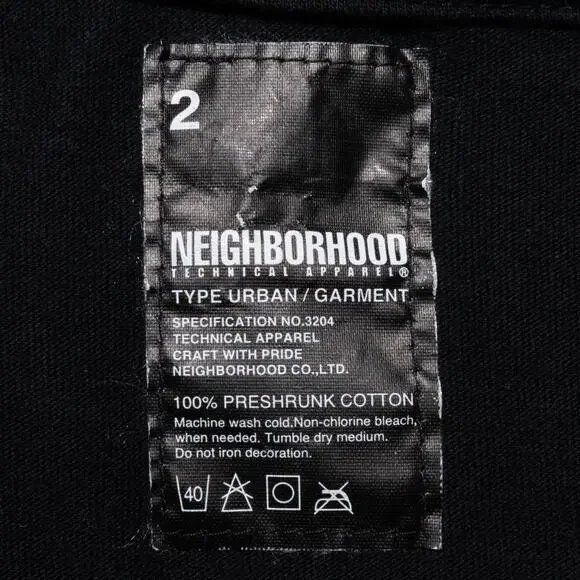 2
NEIGHBORHOOD
TECHNICAL APPAREL®
TYPE URBAN / GARMENT.
SPECIFICATION NO.3204
TECHNICAL APPAREL
CRAFT WITH PRIDE
NEIGHBORHOOD CO.,LTD.
100% PRESHRUNK COTTON
Machine wash cold.Non-chlorine bleach,
when needed. Tumble dry medium.
Do not iron decoration.
40